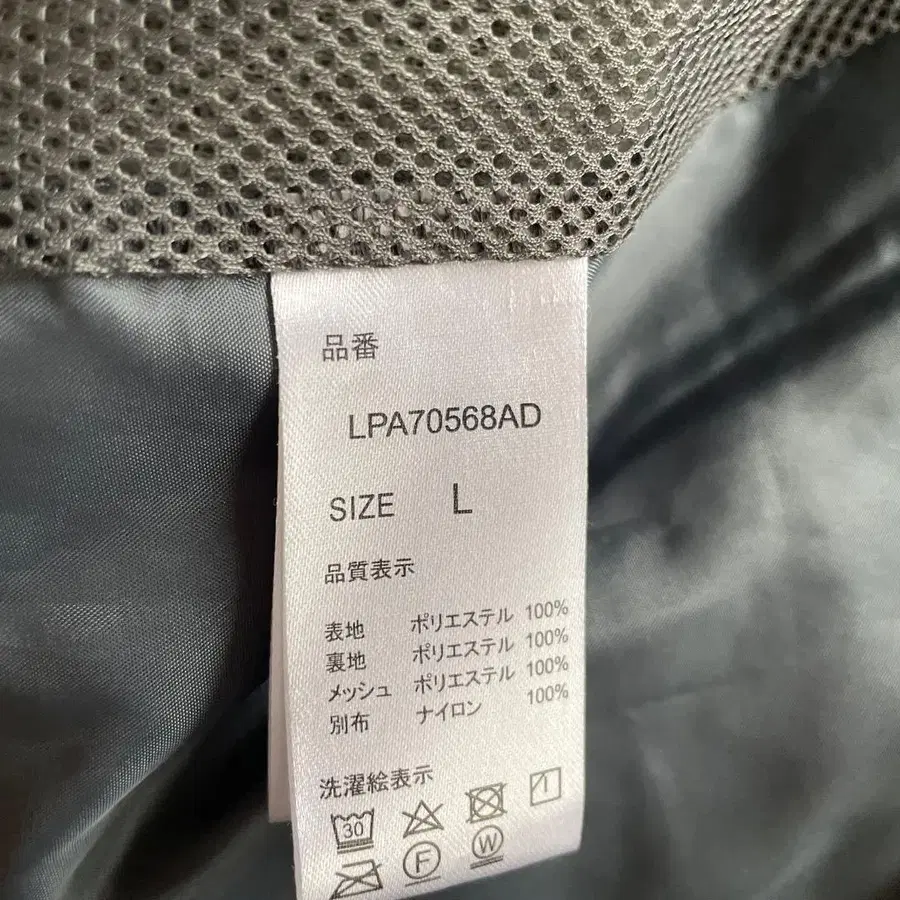 品番
LPA70568AD
SIZE L
品質表示
表地 ポリエステル 100%
裏地 ポリエステル 100%
メッシュ ポリエステル 100%
別布 ナイロン 100%
洗濯絵表示
30
F W